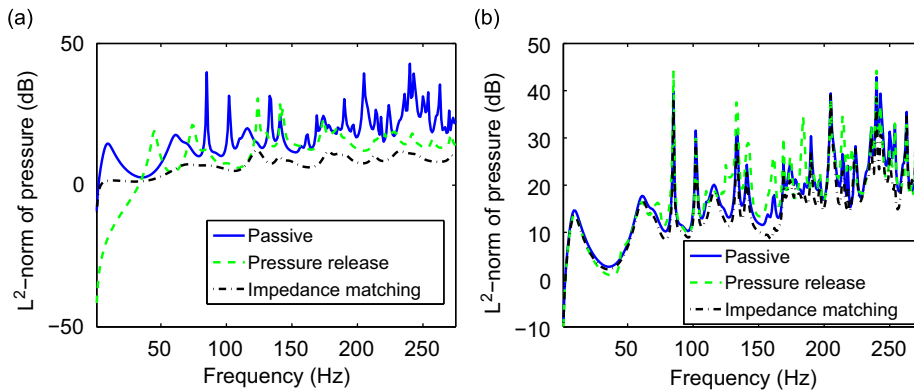 (a)
50
0
−50
L²−norm of pressure (dB)
50 100 150 200 250
Frequency (Hz)
Passive
Pressure release
Impedance matching
(b)
50
40
30
20
10
0
−10
L²−norm of pressure (dB)
50 100 150 200 250
Frequency (Hz)
Passive
Pressure release
Impedance matching